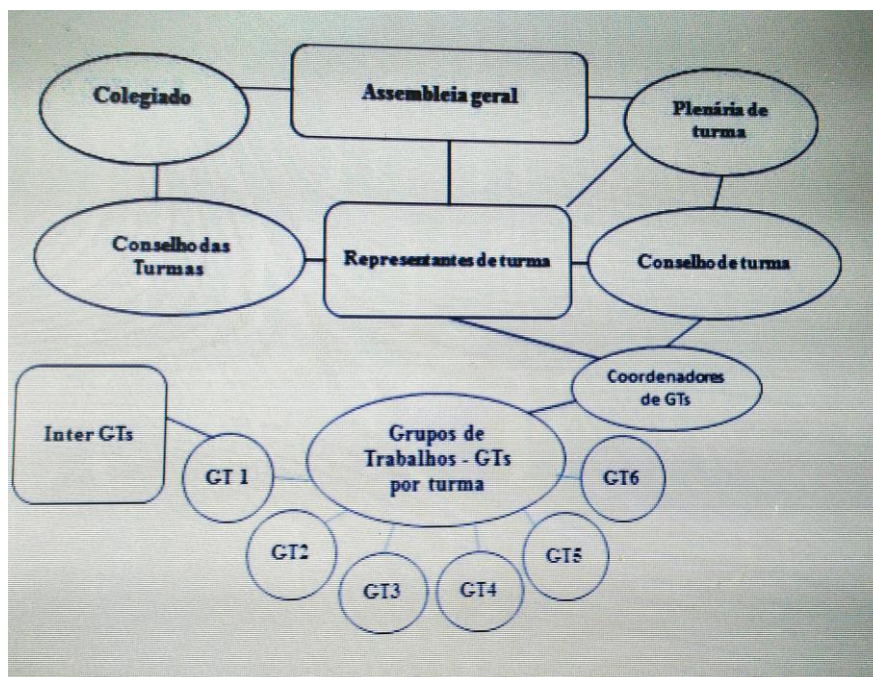 Colegiado
Assembleia geral
Plenária de
turma
Conselho das
Turmas
Representantes de turma
Conselho de turma
Coordenadores
de GTs
Inter GTs
Grupos de
Trabalhos - GTs
por turma
GT 1
GT2
GT3
GT4
GT5
GT6